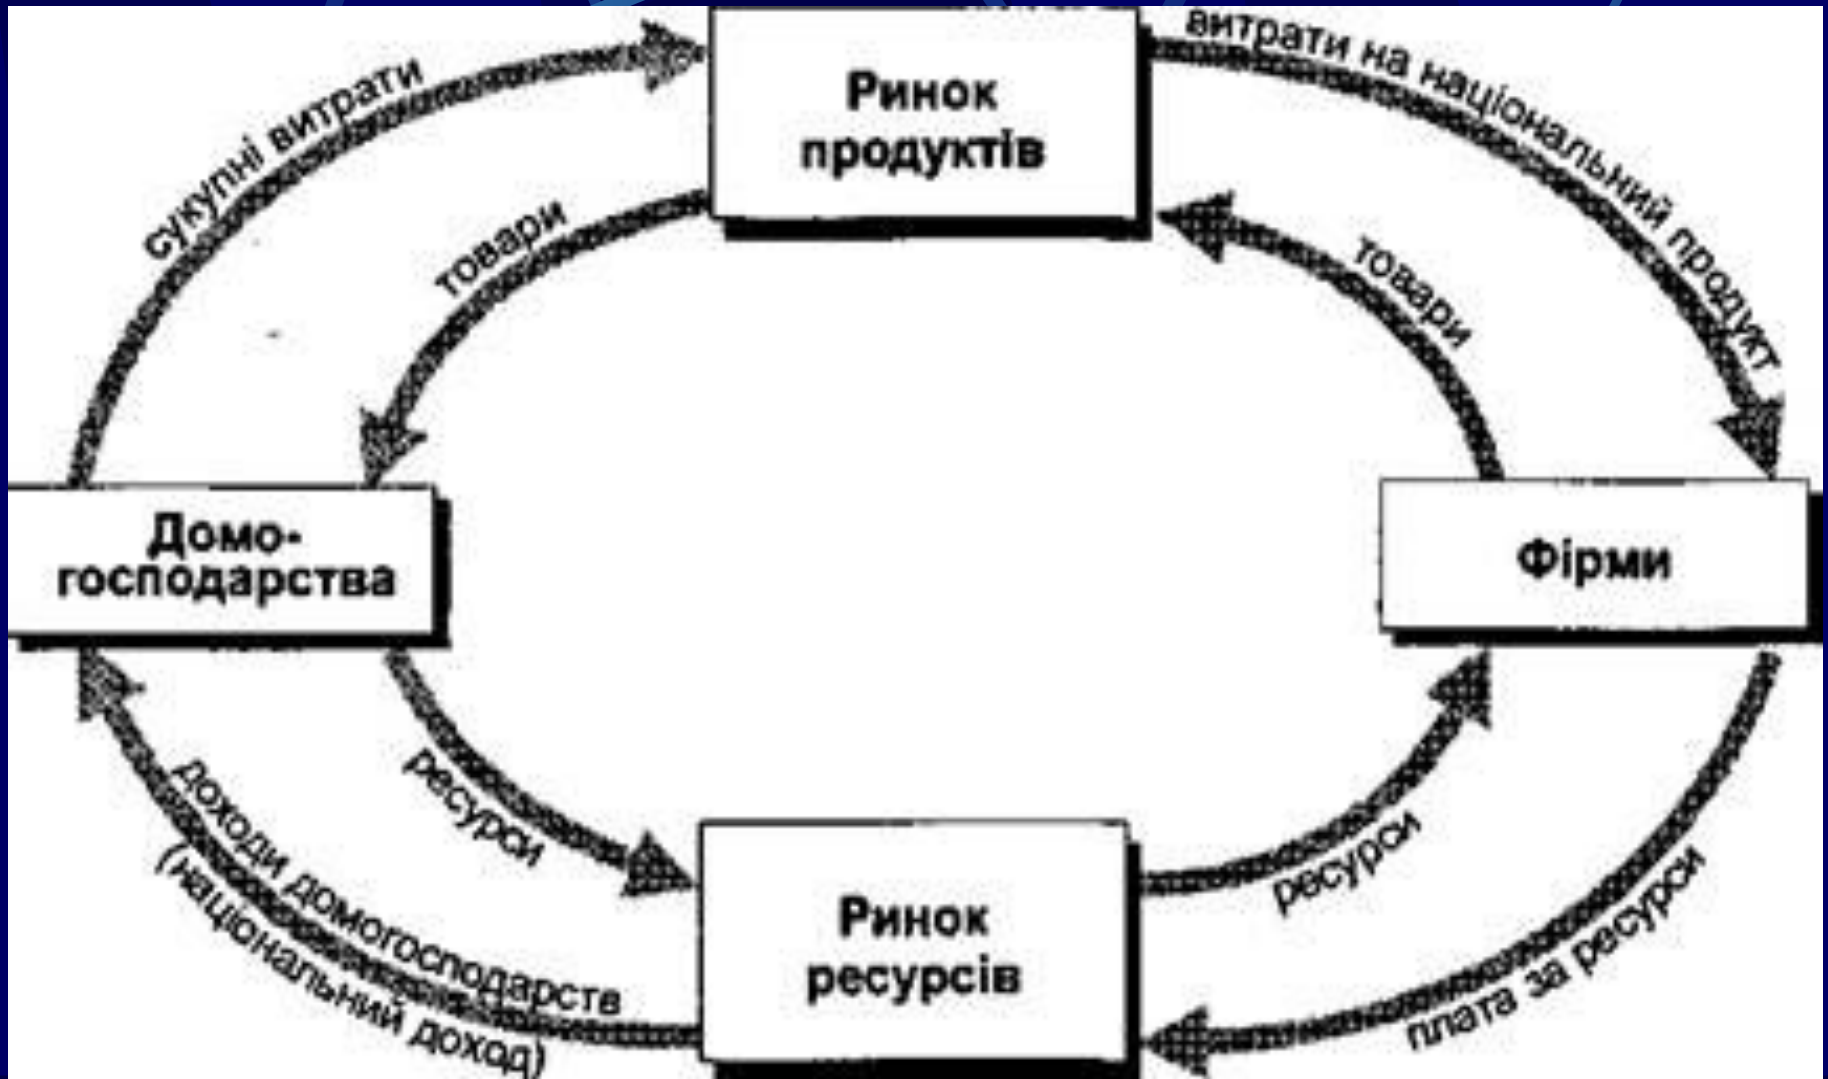 витрати на національний продукт
сукупні витрати
Ринок
продуктів
товари
товари
Домо-
господарства
Фірми
ресурси
ресурси
доходи домогосподарств
(національний доход)
Ринок
ресурсів
плата за ресурси